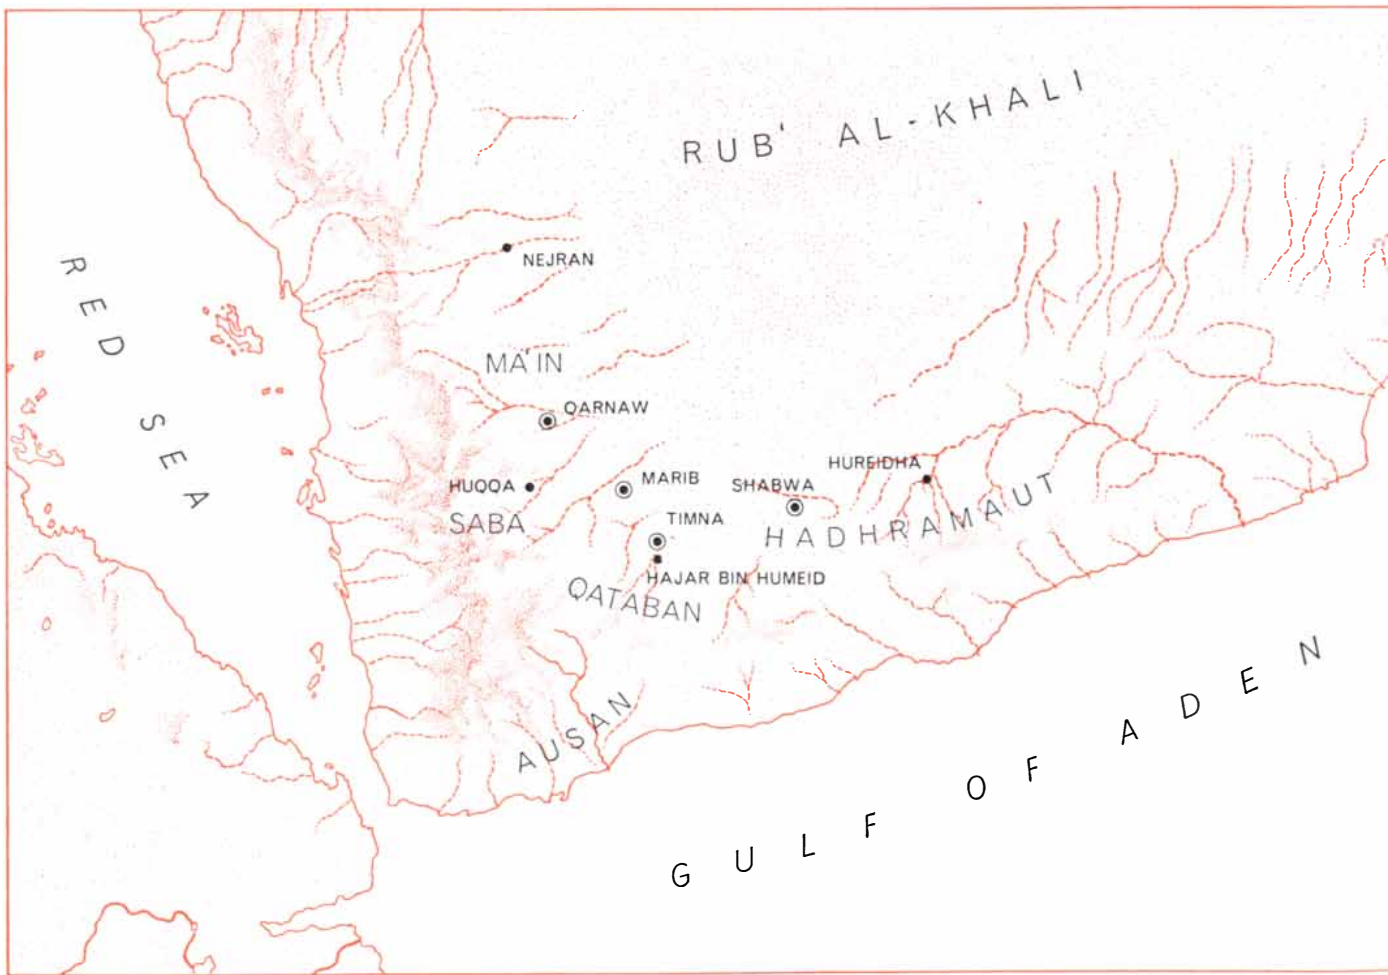 RUB' AL-KHALI
RED SEA
NEJRAN
MA'IN
QARNAW
HUREIDHA
HUQQA
MARIB
SHABWA
SABA
TIMNA
HADHRAMAUT
HAJAR BIN HUMEID
QATABAN
AUSAN
GULF OF ADEN